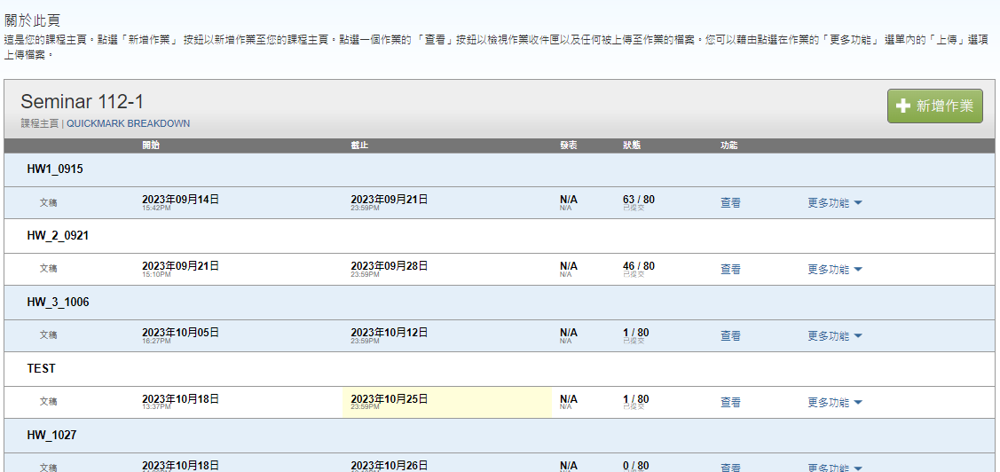 關於此頁
這是您的課程主頁。點選「新增作業」 按鈕以新增作業至您的課程主頁。點選一個作業的 「查看」按鈕以檢視作業收件匣以及任何被上傳至作業的檔案。您可以藉由點選在作業的「更多功能」 選單內的「上傳」選項
上傳檔案。
Seminar 112-1
新增作業
課程主頁 | QUICKMARK BREAKDOWN
開始 截止 發表 狀態 功能
HW1_0915
文稿 2023年09月14日 2023年09月21日 N/A 63 / 80 查看 更多功能
15:42PM 23:59PM N/A 已提交
HW_2_0921
文稿 2023年09月21日 2023年09月28日 N/A 46 / 80 查看 更多功能
15:10PM 23:59PM N/A 已提交
HW_3_1006
文稿 2023年10月05日 2023年10月12日 N/A 1 / 80 查看 更多功能
16:27PM 23:59PM N/A 已提交
TEST
文稿 2023年10月18日 2023年10月25日 N/A 1 / 80 查看 更多功能
13:37PM 23:59PM N/A 已提交
HW_1027
文稿 2023年10月18日 2023年10月26日 N/A 0 / 80 查看 更多功能